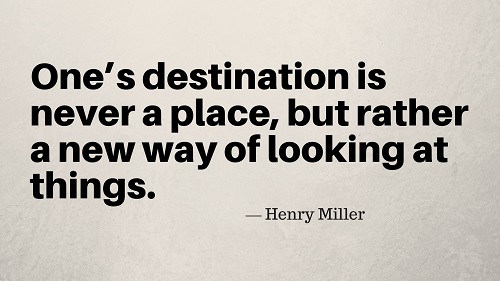 One’s destination is
never a place, but rather
a new way of looking at
things.
— Henry Miller